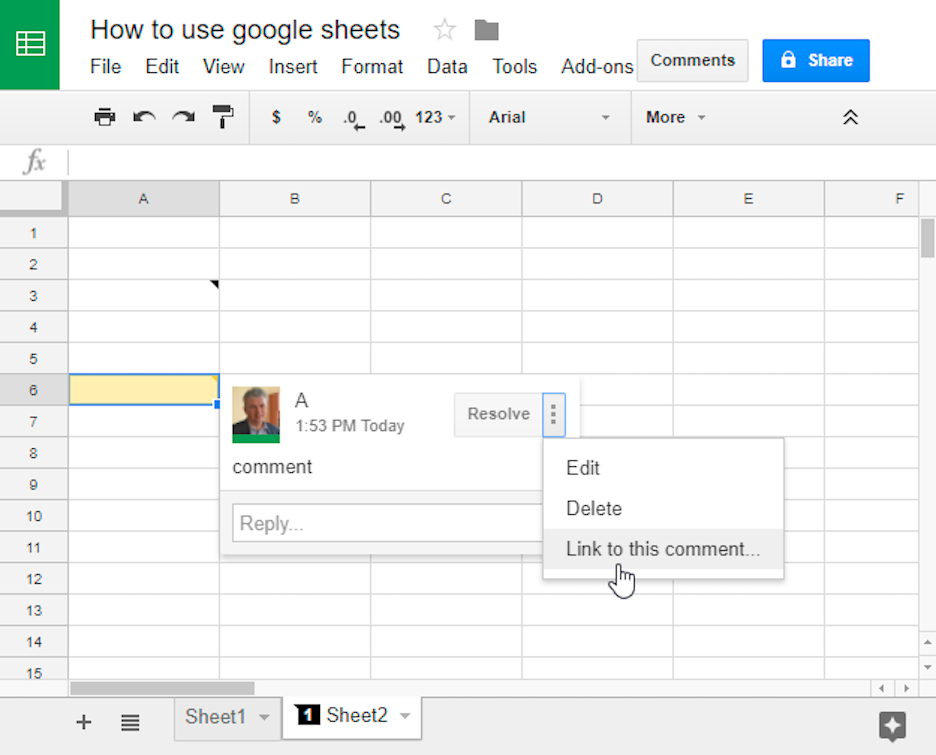 How to use google sheets
File Edit View Insert Format Data Tools Add-ons
Comments
Share
$ % .0 .00 123 Arial More
fx
A B C D E F
1
2
3
4
5
6
7
8
9
10
11
12
13
14
15
A
1:53 PM Today
Resolve
comment
Reply...
Edit
Delete
Link to this comment...
+ Sheet1 1 Sheet2